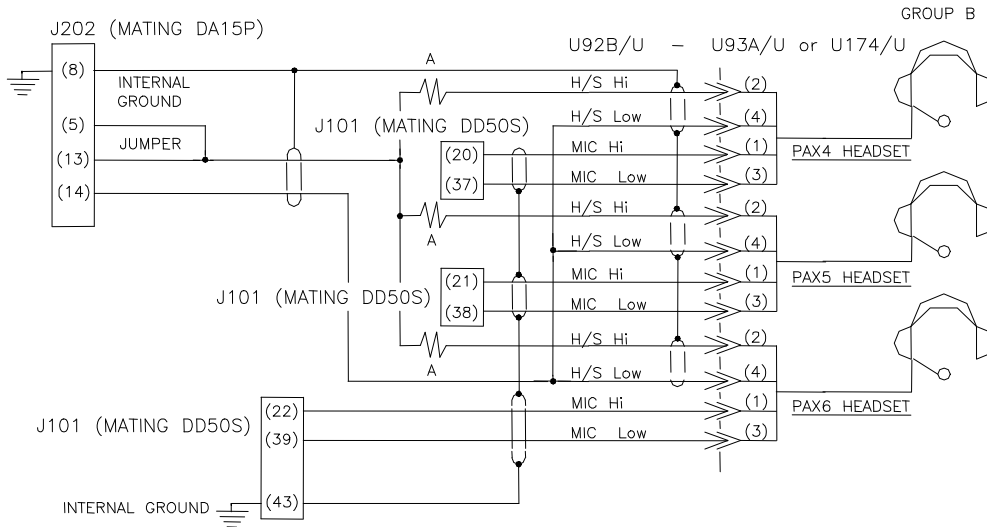 GROUP B
J202 (MATING DA15P)
U92B/U - U93A/U or U174/U
(8)
INTERNAL
GROUND
A
H/S Hi
(2)
(5)
JUMPER
J101 (MATING DD50S)
H/S Low
(4)
(13)
(20)
MIC Hi
(1)
PAX4 HEADSET
(14)
(37)
MIC Low
(3)
H/S Hi
(2)
A
H/S Low
(4)
J101 (MATING DD50S)
(21)
MIC Hi
(1)
PAX5 HEADSET
(38)
MIC Low
(3)
H/S Hi
(2)
A
H/S Low
(4)
J101 (MATING DD50S)
(22)
MIC Hi
(1)
PAX6 HEADSET
(39)
MIC Low
(3)
INTERNAL GROUND
(43)